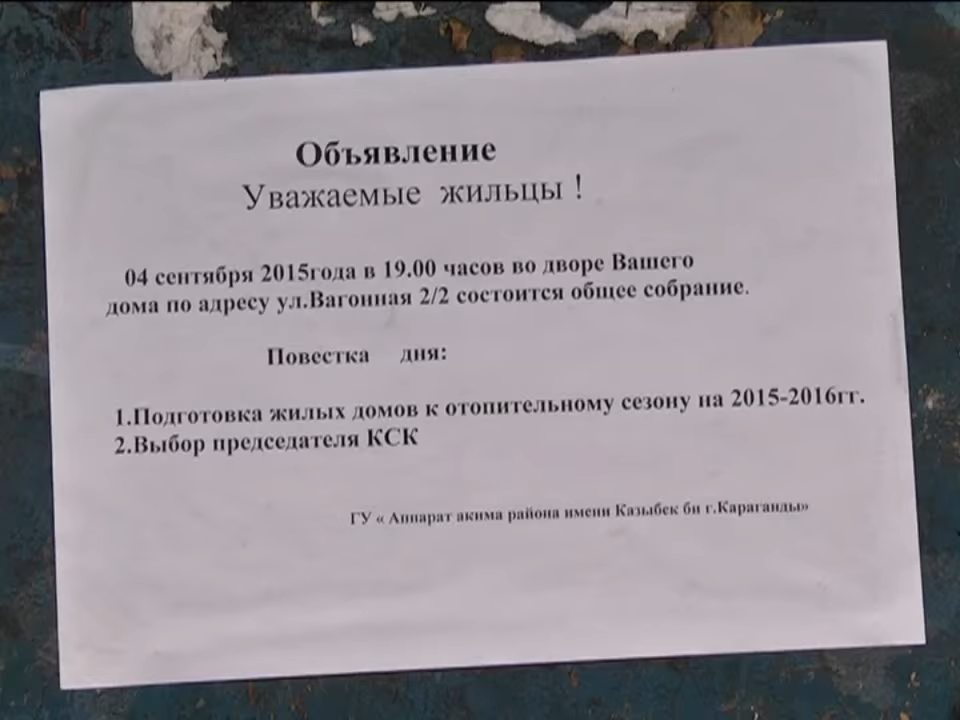 Объявление
Уважаемые жильцы !
04 сентября 2015года в 19.00 часов во дворе Вашего
дома по адресу ул.Вагонная 2/2 состоится общее собрание.
Повестка дня:
1.Подготовка жилых домов к отопительному сезону на 2015-2016гг.
2.Выбор председателя КСК
ГУ « Аппарат акима района имени Казыбек би г.Караганды»